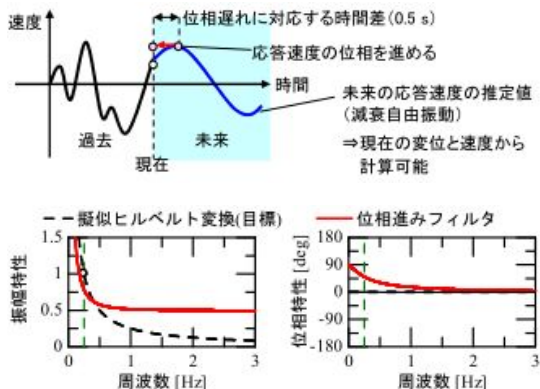 位相遅れに対応する時間差(0.5 s)
速度
応答速度の位相を進める
時間
未来の応答速度の推定値
(減衰自由振動)
⇒現在の変位と速度から
計算可能
過去
未来
現在
擬似ヒルベルト変換(目標)
位相進みフィルタ
振幅特性
1.5
1
0.5
0
0
1
2
3
周波数 [Hz]
位相特性 [deg]
180
90
0
-90
-180
0
1
2
3
周波数 [Hz]